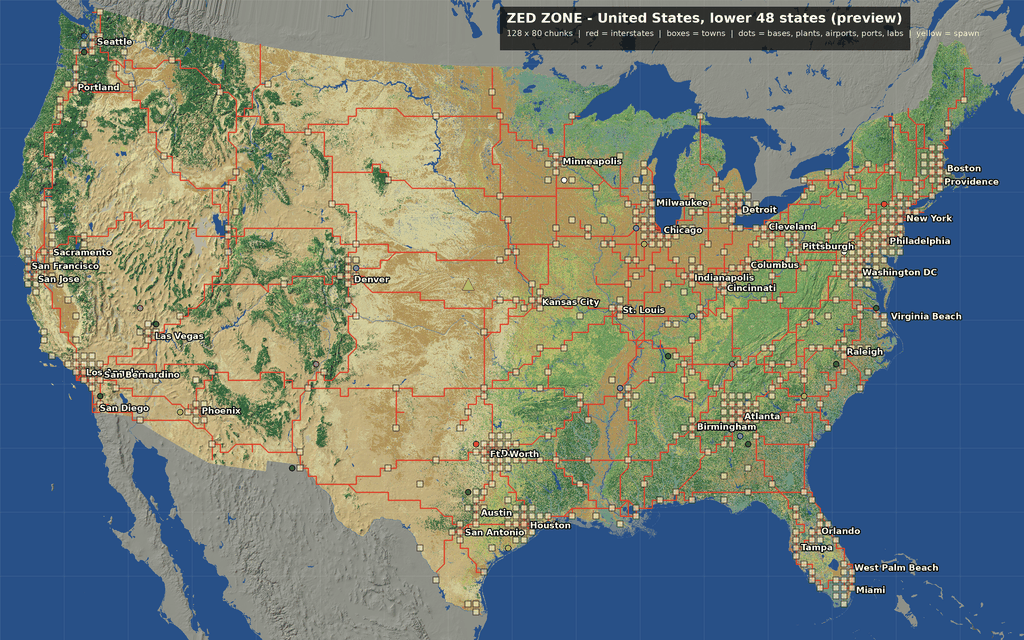 ZED ZONE - United States, lower 48 states (preview)
128 x 80 chunks | red = interstates | boxes = towns | dots = bases, plants, airports, ports, labs | yellow = spawn
Seattle
Portland
Minneapolis
Boston
Providence
Milwaukee
Detroit
New York
Cleveland
Chicago
Philadelphia
Pittsburgh
Sacramento
San Francisco
Columbus
Washington DC
San Jose
Denver
Indianapolis
Cincinnati
Kansas City
St. Louis
Virginia Beach
Las Vegas
Raleigh
Los
San Bernardino
San Diego
Phoenix
Atlanta
Birmingham
Ft. Worth
Austin
Houston
San Antonio
Orlando
Tampa
West Palm Beach
Miami